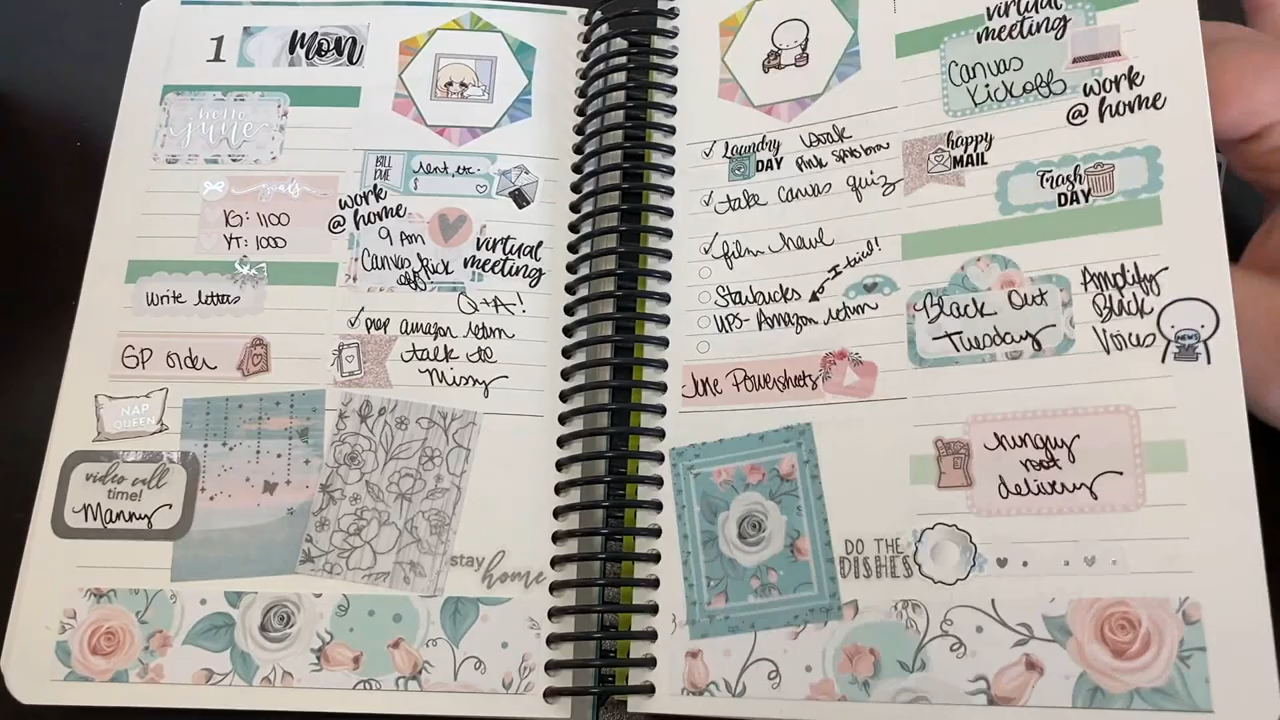 1 Mon
hello
june
goals
IG: 1100
YT: 1000
write letters
GP order
NAP
QUEEN
video call
time!
Manny
BILL
DUE
rent, etc.
$
work
@ home
9 Am
Canvas kick
off
virtual
meeting
Q+A!
prep amazon return
talk to
Missy
stay home
Laundry
DAY
wash
take canvas quiz
film haul
I tried!
Starbucks
UPS- Amazon return
June Powersheets
virtual
meeting
Canvas
Kickoff
work
@ home
happy
MAIL
Trash
DAY
Black Out
Tuesday
Amplify
Black
Voices
NEWS
hungry
root
delivery
DO THE
DISHES